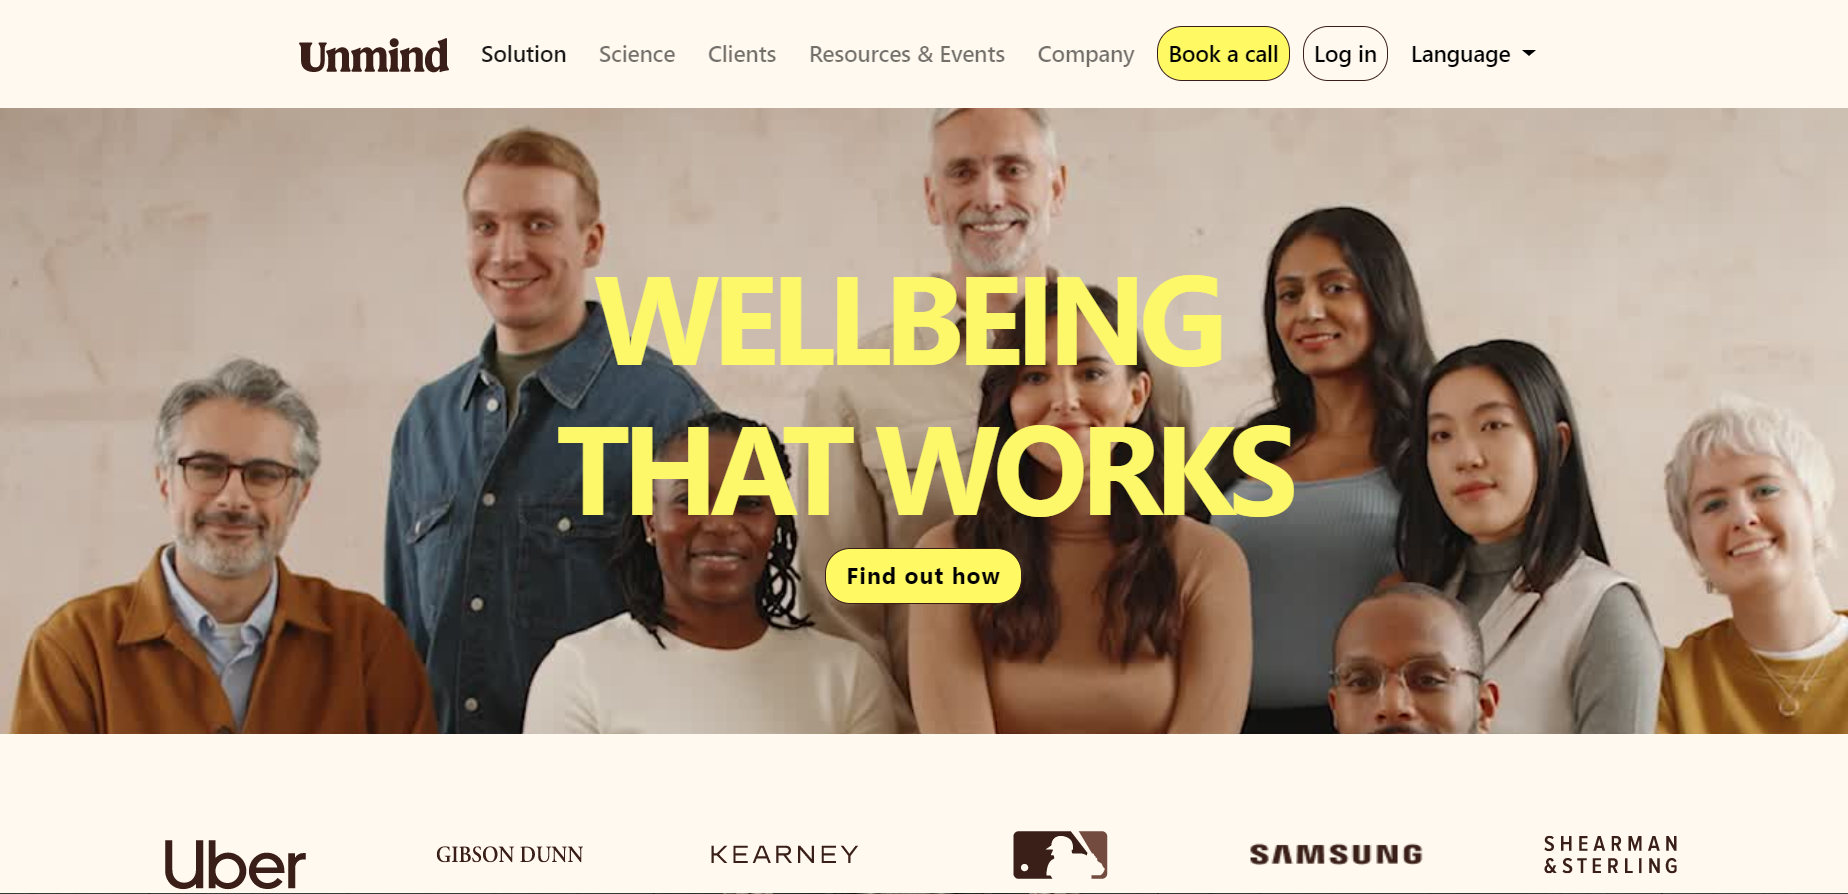 Unmind Solution Science Clients Resources & Events Company Book a call Log in Language
WELLBEING
THAT WORKS
Find out how
Uber GIBSON DUNN KEARNEY SAMSUNG SHEARMAN
&STERLING